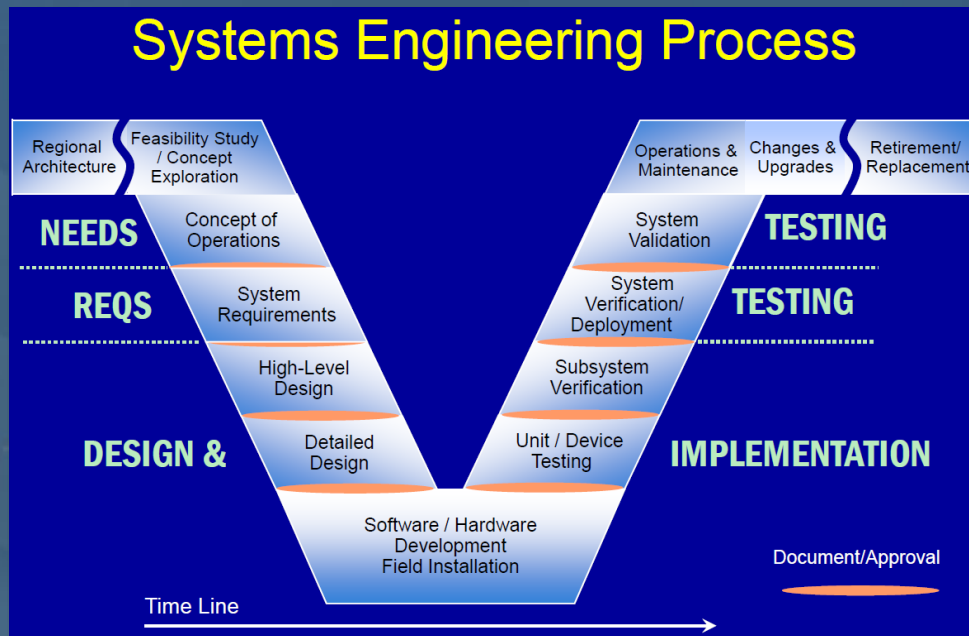 Systems Engineering Process
Regional
Architecture
Feasibility Study
/ Concept
Exploration
Operations &
Maintenance
Changes &
Upgrades
Retirement/
Replacement
NEEDS
Concept of
Operations
System
Validation
TESTING
REQS
System
Requirements
System
Verification/
Deployment
TESTING
High-Level
Design
Subsystem
Verification
DESIGN &
Detailed
Design
Unit / Device
Testing
IMPLEMENTATION
Software / Hardware
Development
Field Installation
Document/Approval
Time Line